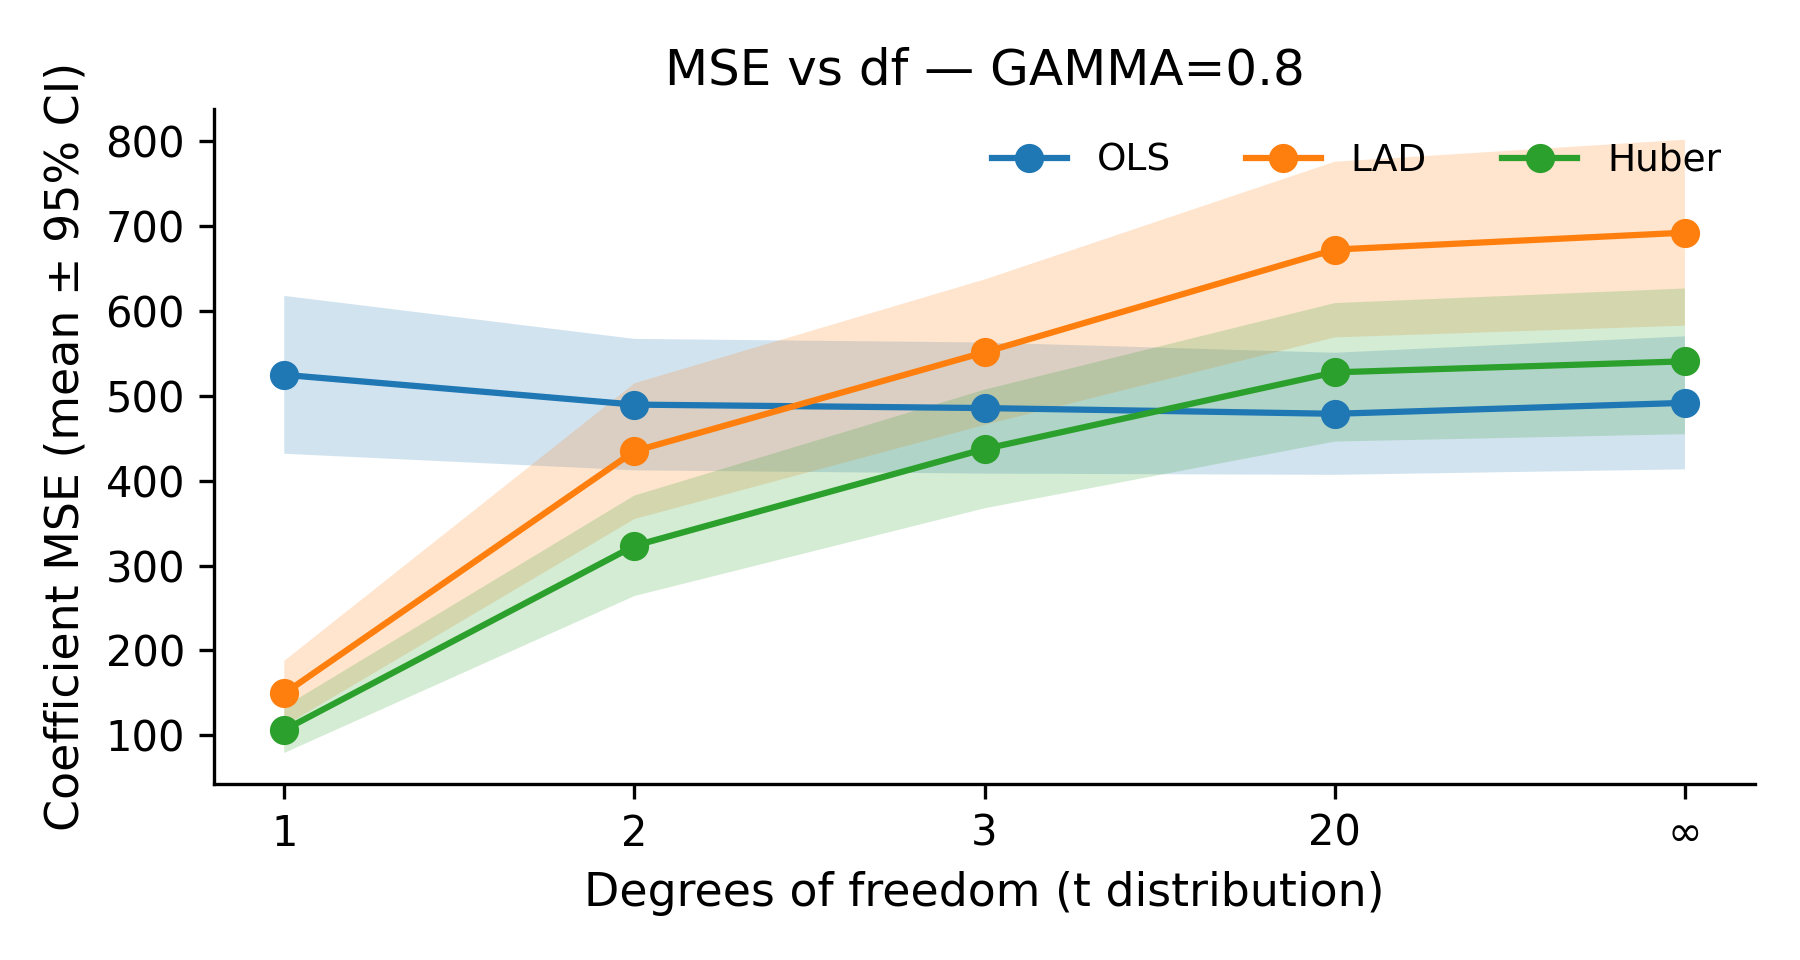 MSE vs df — GAMMA=0.8
Coefficient MSE (mean ± 95% CI)
800
700
600
500
400
300
200
100
OLS LAD Huber
1 2 3 20 ∞
Degrees of freedom (t distribution)